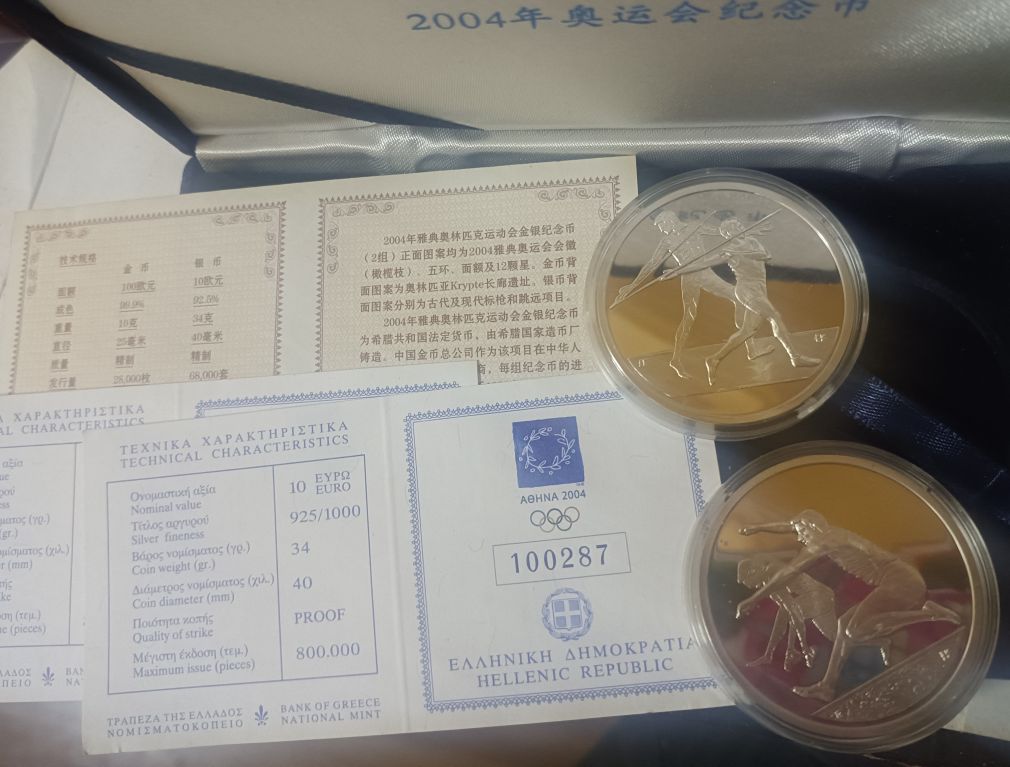 2004年奥运会纪念币
技术规格
金币 银币
面额 100欧元 10欧元
成色 99.9% 92.5%
重量 10克 34克
直径 25毫米 40毫米
质量 精制 精制
发行量 28,000枚 68,000套
2004年雅典奥林匹克运动会金银纪念币
（2组）正面图案均为2004雅典奥运会会徽
（橄榄枝）、五环、面额及12颗星。金币背
面图案为奥林匹亚Krypte长廊遗址。银币背
面图案分别为古代及现代标枪和跳远项目。
2004年雅典奥林匹克运动会金银纪念币
为希腊共和国法定货币，由希腊国家造币厂
铸造。中国金币总公司作为该项目在中华人
商，每组纪念币的进
ΧΑΡΑΚΤΗΡΙΣΤΙΚΑ
CHARACTERISTICS
ΤΕΧΝΙΚΑ ΧΑΡΑΚΤΗΡΙΣΤΙΚΑ
TECHNICAL CHARACTERISTICS
Ονομαστική αξία
Nominal value
10 ΕΥΡΩ
EURO
Τίτλος αργυρού
Silver fineness
925/1000
Βάρος νομίσματος (γρ.)
Coin weight (gr.)
34
Διάμετρος νομίσματος (χιλ.)
Coin diameter (mm)
40
Ποιότητα κοπής
Quality of strike
PROOF
Μέγιστη έκδοση (τεμ.)
Maximum issue (pieces)
800.000
ΤΡΑΠΕΖΑ ΤΗΣ ΕΛΛΑΔΟΣ
ΝΟΜΙΣΜΑΤΟΚΟΠΕΙΟ
BANK OF GREECE
NATIONAL MINT
ΑΘΗΝΑ 2004
100287
ΕΛΛΗΝΙΚΗ ΔΗΜΟΚΡΑΤΙΑ
HELLENIC REPUBLIC